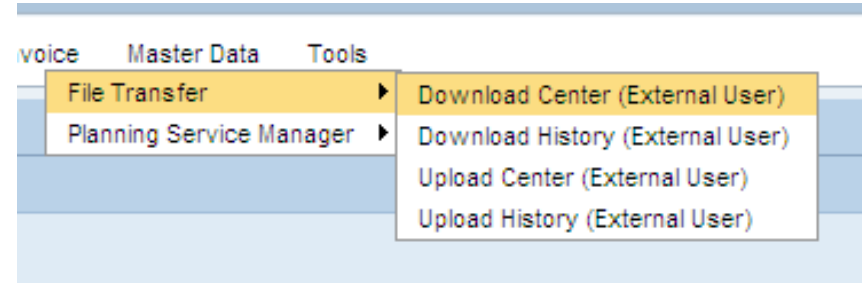 voice Master Data Tools
File Transfer Download Center (External User)
Planning Service Manager Download History (External User)
Upload Center (External User)
Upload History (External User)